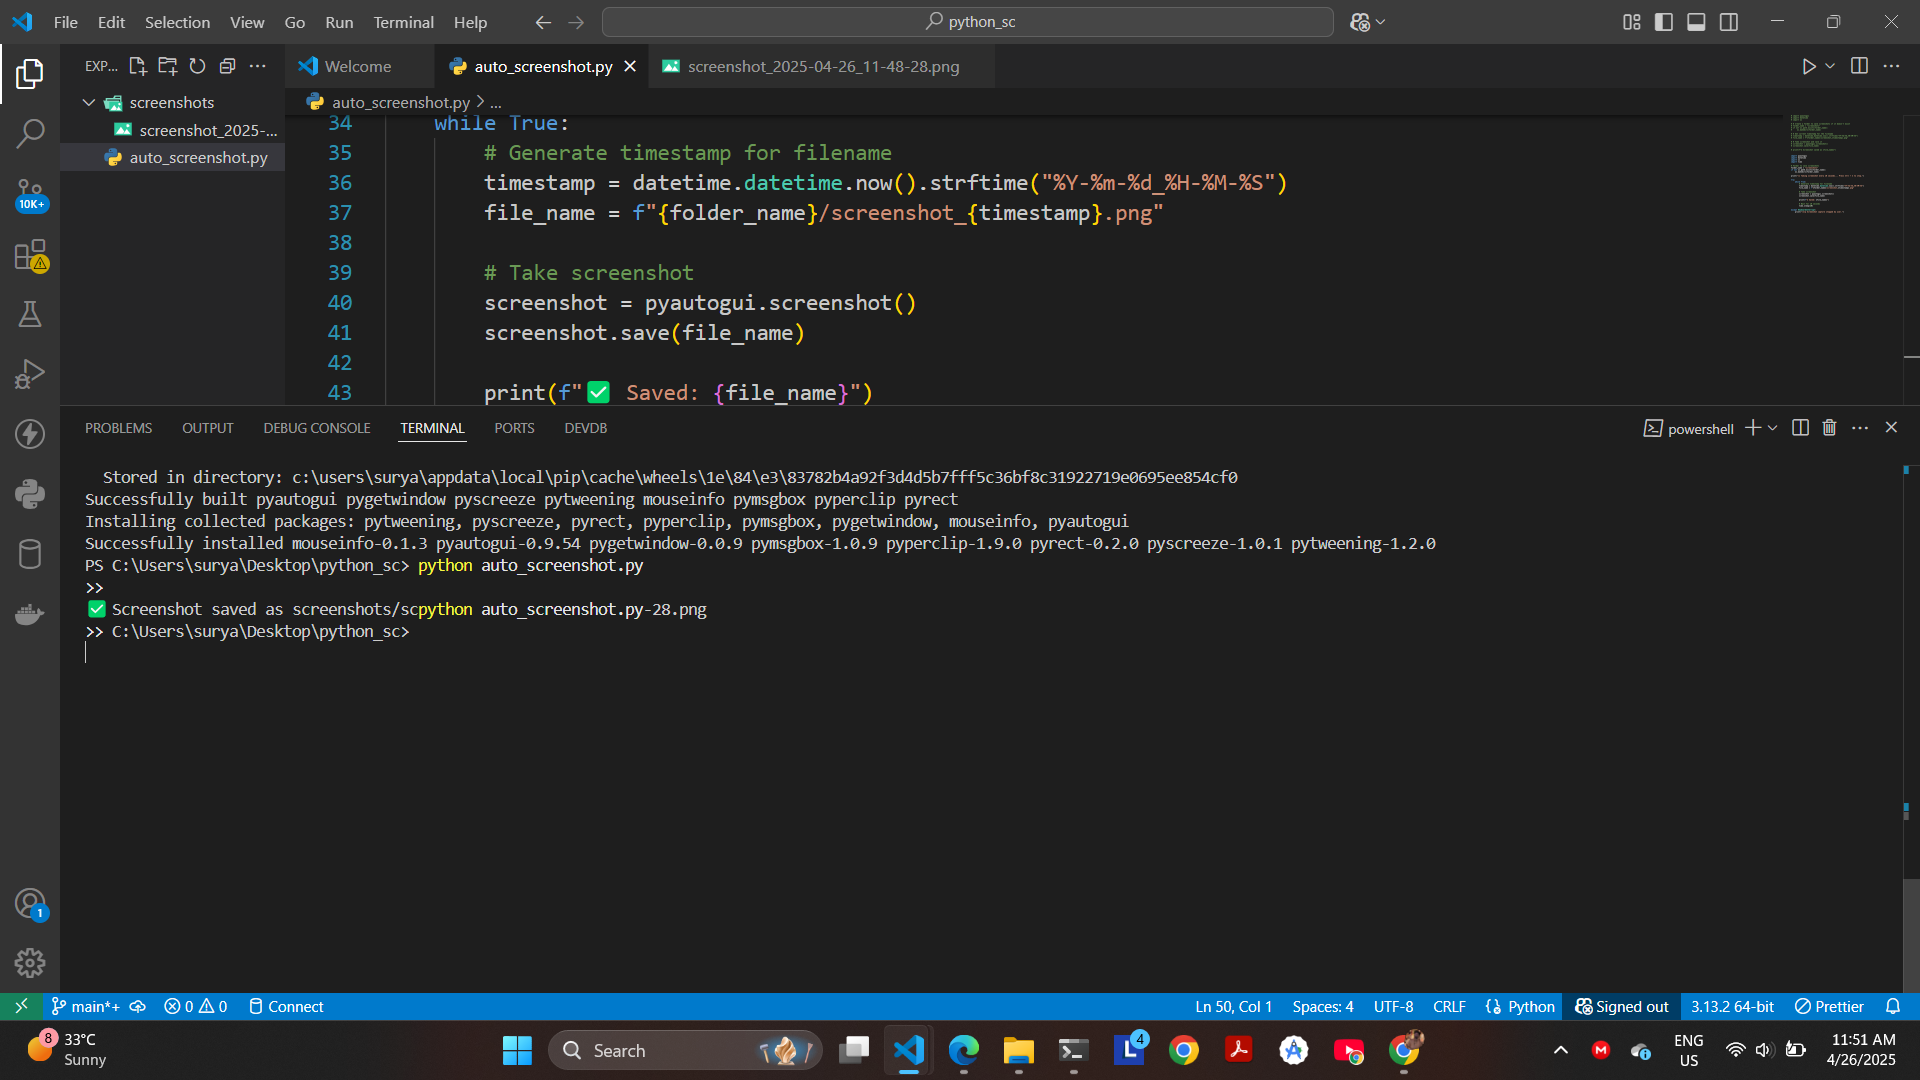 File Edit Selection View Go Run Terminal Help python_sc
EXP... Welcome auto_screenshot.py screenshot_2025-04-26_11-48-28.png
screenshots
screenshot_2025-...
auto_screenshot.py
auto_screenshot.py > ...
34 while True:
35 # Generate timestamp for filename
36 timestamp = datetime.datetime.now().strftime("%Y-%m-%d_%H-%M-%S")
37 file_name = f"{folder_name}/screenshot_{timestamp}.png"
38
39 # Take screenshot
40 screenshot = pyautogui.screenshot()
41 screenshot.save(file_name)
42
43 print(f"✅ Saved: {file_name}")
10K+
PROBLEMS OUTPUT DEBUG CONSOLE TERMINAL PORTS DEVDB powershell
Stored in directory: c:\users\surya\appdata\local\pip\cache\wheels\1e\84\e3\83782b4a92f3d4d5b7fff5c36bf8c31922719e0695ee854cf0
Successfully built pyautogui pygetwindow pyscreeze pytweening mouseinfo pymsgbox pyperclip pyrect
Installing collected packages: pytweening, pyscreeze, pyrect, pyperclip, pymsgbox, pygetwindow, mouseinfo, pyautogui
Successfully installed mouseinfo-0.1.3 pyautogui-0.9.54 pygetwindow-0.0.9 pymsgbox-1.0.9 pyperclip-1.9.0 pyrect-0.2.0 pyscreeze-1.0.1 pytweening-1.2.0
PS C:\Users\surya\Desktop\python_sc> python auto_screenshot.py
>>
✅ Screenshot saved as screenshots/scpython auto_screenshot.py-28.png
>> C:\Users\surya\Desktop\python_sc>
1
main*+ 0 0 Connect Ln 50, Col 1 Spaces: 4 UTF-8 CRLF {} Python Signed out 3.13.2 64-bit Prettier
8 33°C
Sunny
Search
L 4
ENG
US
11:51 AM
4/26/2025